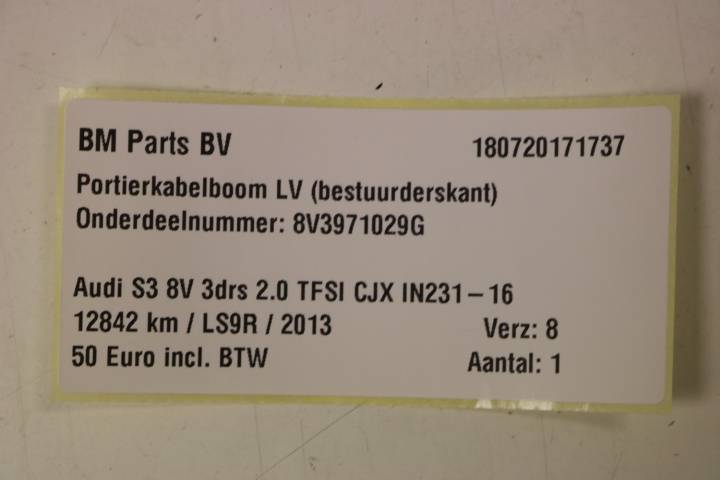 BM Parts BV 180720171737
Portierkabelboom LV (bestuurderskant)
Onderdeelnummer: 8V3971029G
Audi S3 8V 3drs 2.0 TFSI CJX IN231-16
12842 km / LS9R / 2013 Verz: 8
50 Euro incl. BTW Aantal: 1